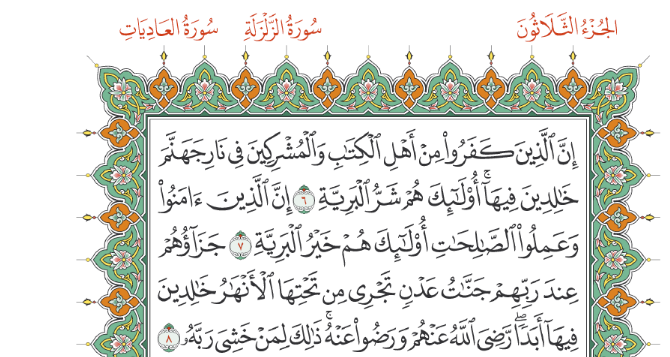 الجُزْءُ الثَّلَاثُونَ سُورَةُ الزَّلْزَلَةِ سُورَةُ العَادِيَاتِ
إِنَّ ٱلَّذِينَ كَفَرُوا۟ مِنْ أَهْلِ ٱلْكِتَٰبِ وَٱلْمُشْرِكِينَ فِى نَارِ جَهَنَّمَ
خَٰلِدِينَ فِيهَآۚ أُو۟لَٰٓئِكَ هُمْ شَرُّ ٱلْبَرِيَّةِ ٦ إِنَّ ٱلَّذِينَ ءَامَنُوا۟
وَعَمِلُوا۟ ٱلصَّٰلِحَٰتِ أُو۟لَٰٓئِكَ هُمْ خَيْرُ ٱلْبَرِيَّةِ ٧ جَزَآؤُهُمْ
عِندَ رَبِّهِمْ جَنَّٰتُ عَدْنٍ تَجْرِى مِن تَحْتِهَا ٱلْأَنْهَٰرُ خَٰلِدِينَ
فِيهَآ أَبَدًاۖ رَّضِىَ ٱللَّهُ عَنْهُمْ وَرَضُوا۟ عَنْهُۚ ذَٰلِكَ لِمَنْ خَشِىَ رَبَّهُۥ ٨